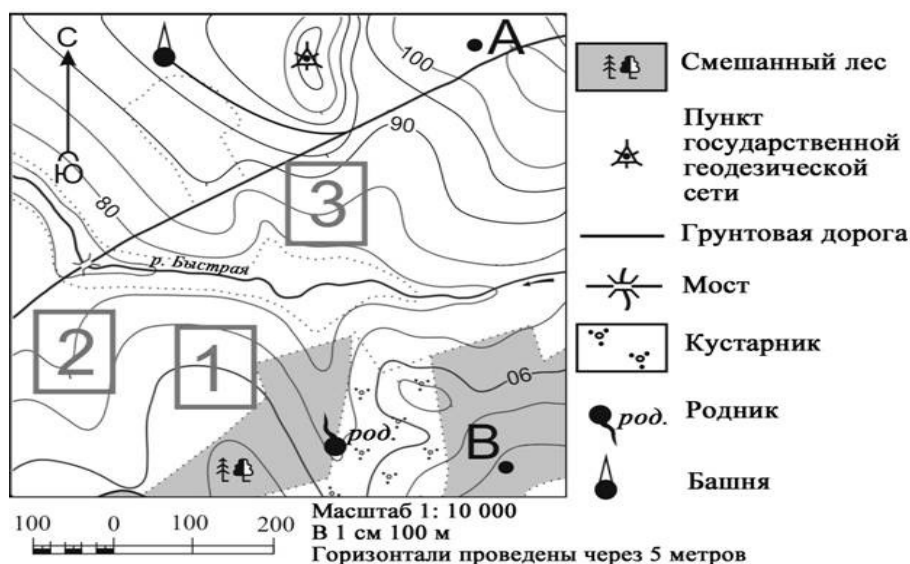 С
Ю
А
100
90
80
3
р. Быстрая
2
1
90
род.
В
Смешанный лес
Пункт
государственной
геодезической
сети
Грунтовая дорога
Мост
Кустарник
род.
Родник
Башня
100 0 100 200
Масштаб 1: 10 000
В 1 см 100 м
Горизонтали проведены через 5 метров